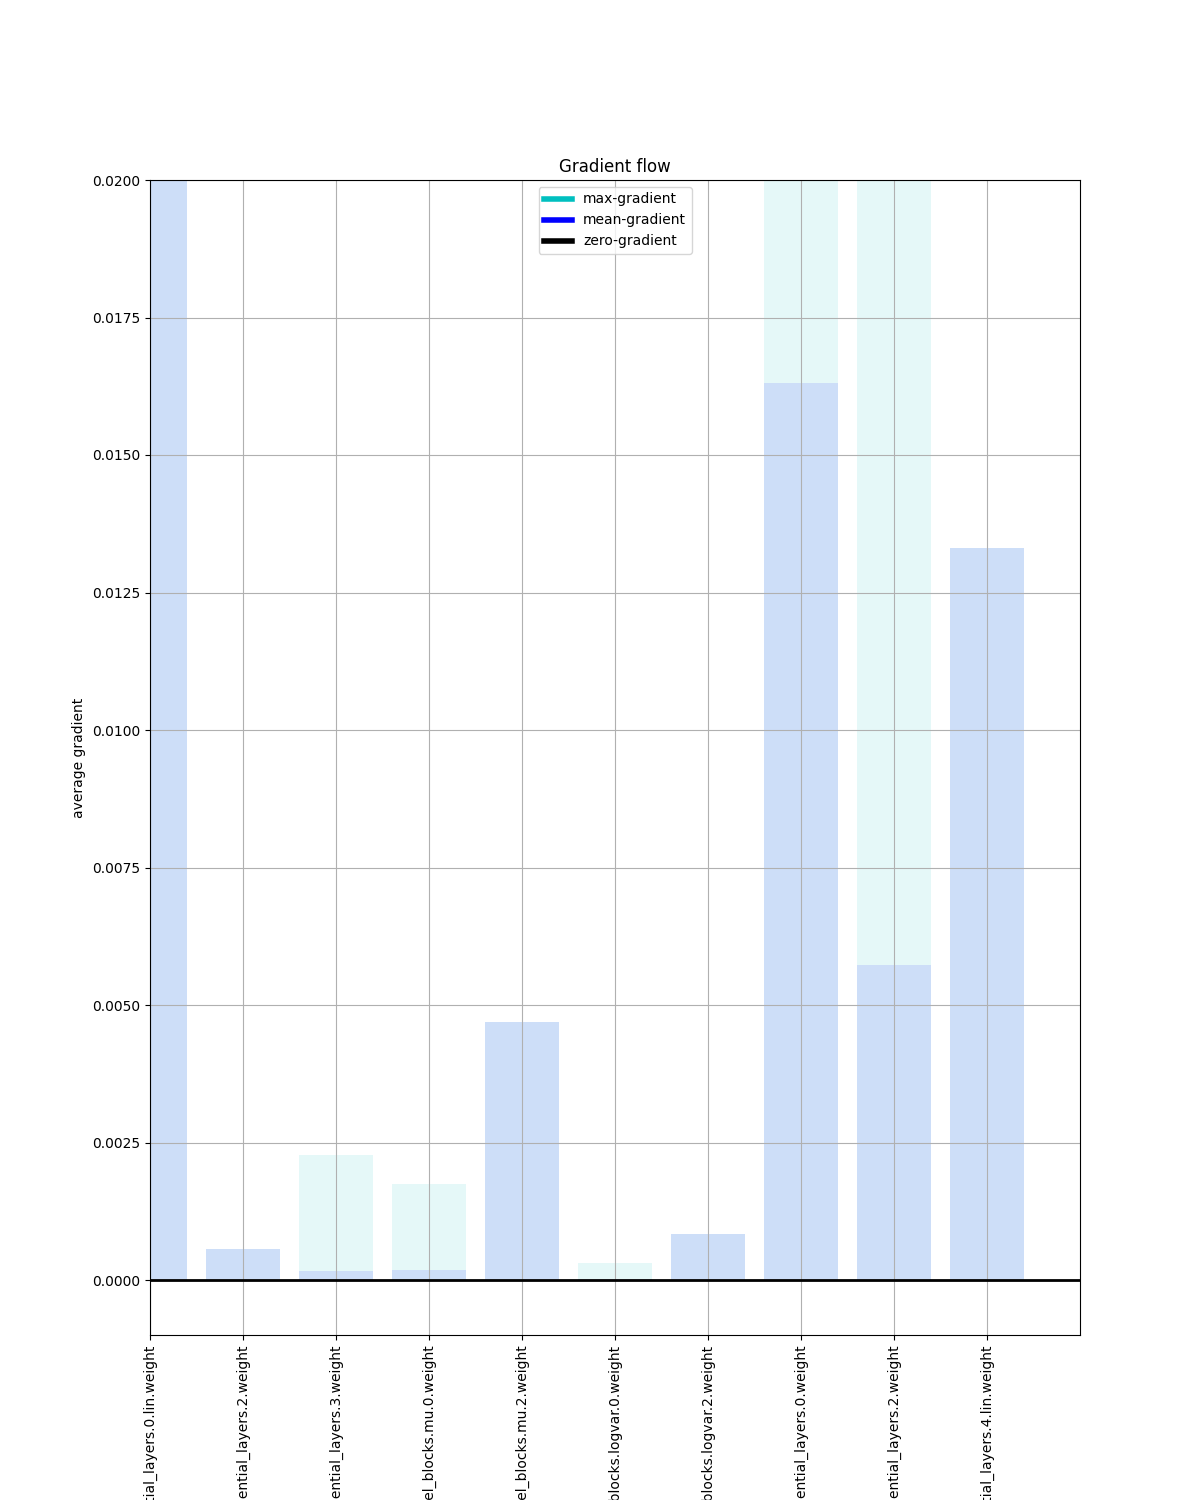 Gradient flow
max-gradient
mean-gradient
zero-gradient
0.0200
0.0175
0.0150
0.0125
0.0100
0.0075
0.0050
0.0025
0.0000
average gradient
tial_layers.0.lin.weight
ential_layers.2.weight
ential_layers.3.weight
el_blocks.mu.0.weight
el_blocks.mu.2.weight
blocks.logvar.0.weight
blocks.logvar.2.weight
ential_layers.0.weight
ential_layers.2.weight
tial_layers.4.lin.weight